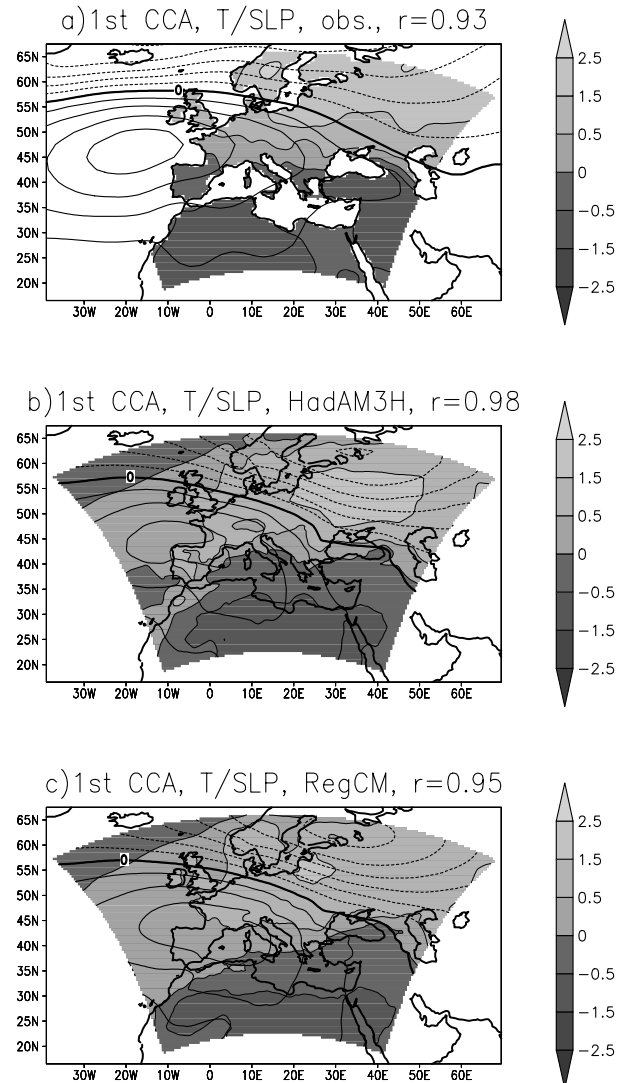 a)1st CCA, T/SLP, obs., r=0.93
65N
60N
55N
50N
45N
40N
35N
30N
25N
20N
0
30W 20W 10W 0 10E 20E 30E 40E 50E 60E
2.5
1.5
0.5
0
-0.5
-1.5
-2.5
b)1st CCA, T/SLP, HadAM3H, r=0.98
65N
60N
55N
50N
45N
40N
35N
30N
25N
20N
0
30W 20W 10W 0 10E 20E 30E 40E 50E 60E
2.5
1.5
0.5
0
-0.5
-1.5
-2.5
c)1st CCA, T/SLP, RegCM, r=0.95
65N
60N
55N
50N
45N
40N
35N
30N
25N
20N
0
30W 20W 10W 0 10E 20E 30E 40E 50E 60E
2.5
1.5
0.5
0
-0.5
-1.5
-2.5